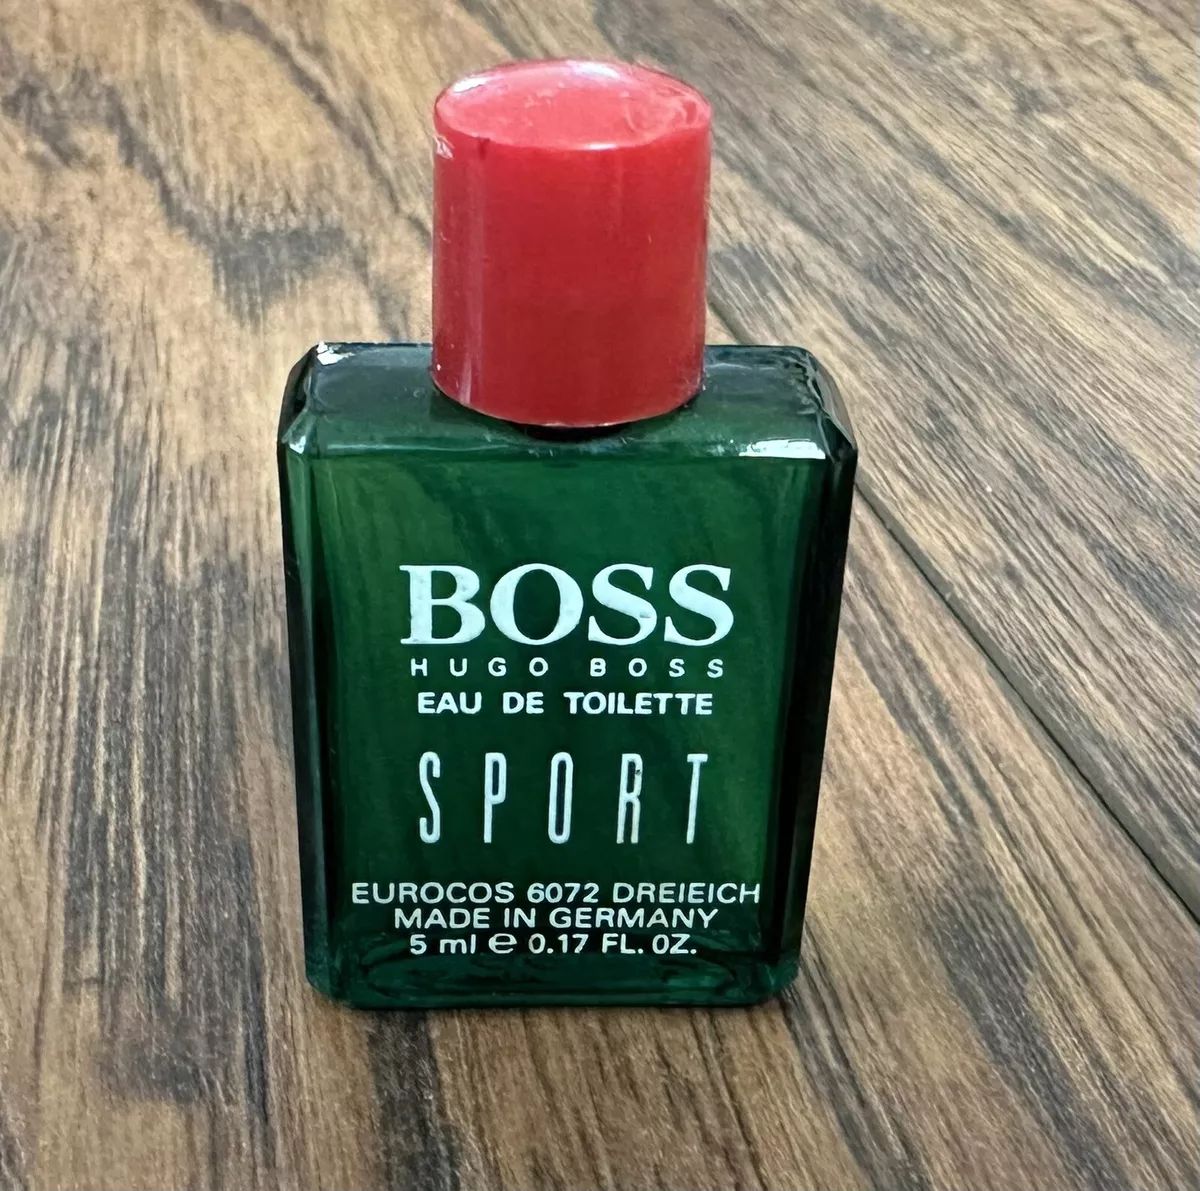 BOSS
HUGO BOSS
EAU DE TOILETTE
SPORT
EUROCOS 6072 DREIEICH
MADE IN GERMANY
5 ml ℮ 0.17 FL. OZ.